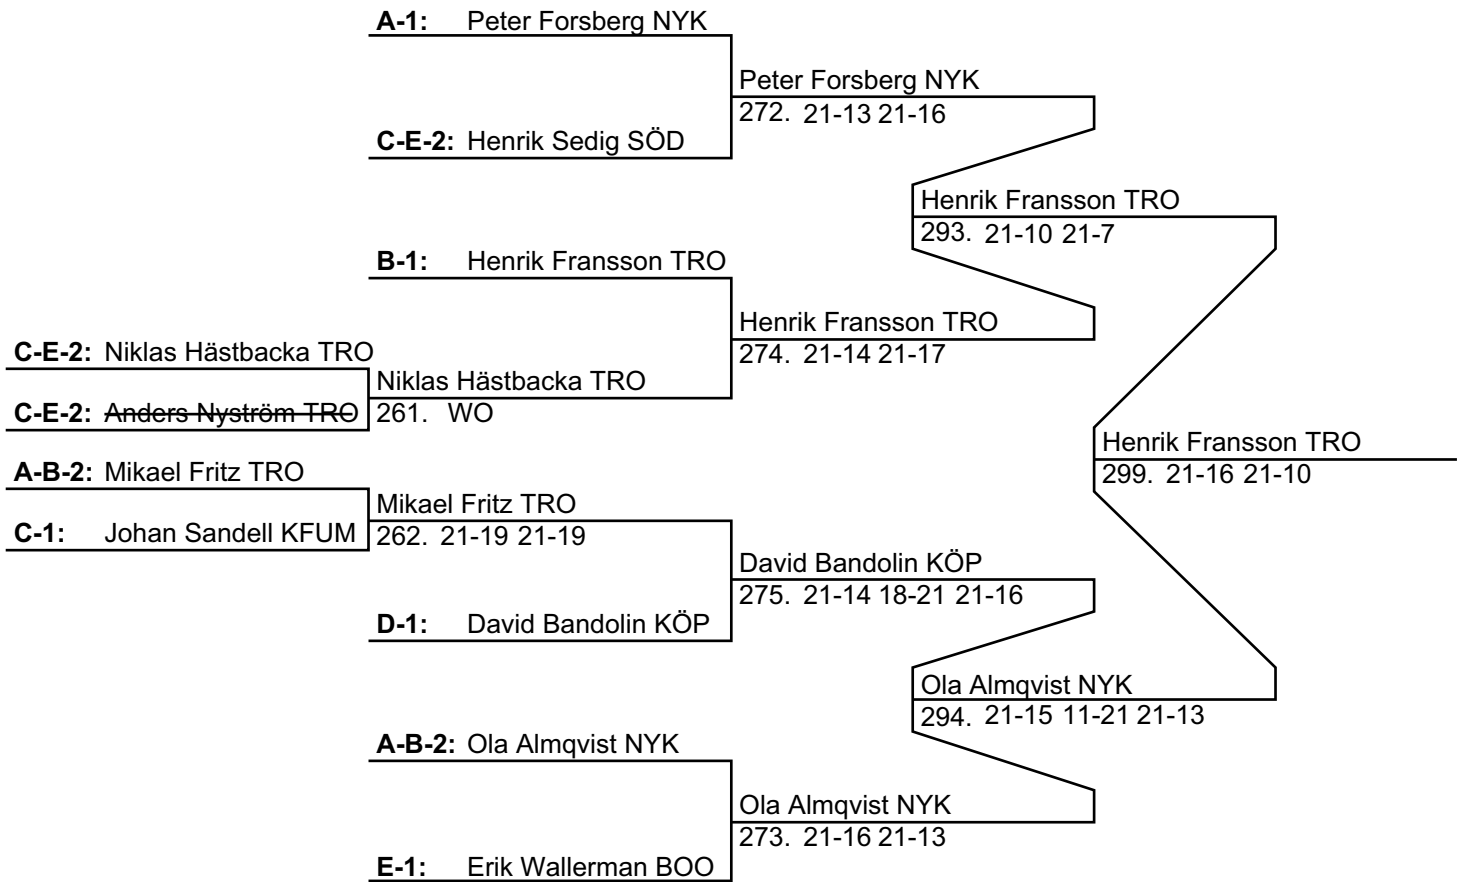 A-1: Peter Forsberg NYK
Peter Forsberg NYK
272. 21-13 21-16
C-E-2: Henrik Sedig SÖD
Henrik Fransson TRO
293. 21-10 21-7
B-1: Henrik Fransson TRO
Henrik Fransson TRO
274. 21-14 21-17
C-E-2: Niklas Hästbacka TRO
Niklas Hästbacka TRO
261. WO
C-E-2: Anders Nyström TRO
Henrik Fransson TRO
299. 21-16 21-10
A-B-2: Mikael Fritz TRO
Mikael Fritz TRO
262. 21-19 21-19
C-1: Johan Sandell KFUM
David Bandolin KÖP
275. 21-14 18-21 21-16
D-1: David Bandolin KÖP
Ola Almqvist NYK
294. 21-15 11-21 21-13
A-B-2: Ola Almqvist NYK
Ola Almqvist NYK
273. 21-16 21-13
E-1: Erik Wallerman BOO